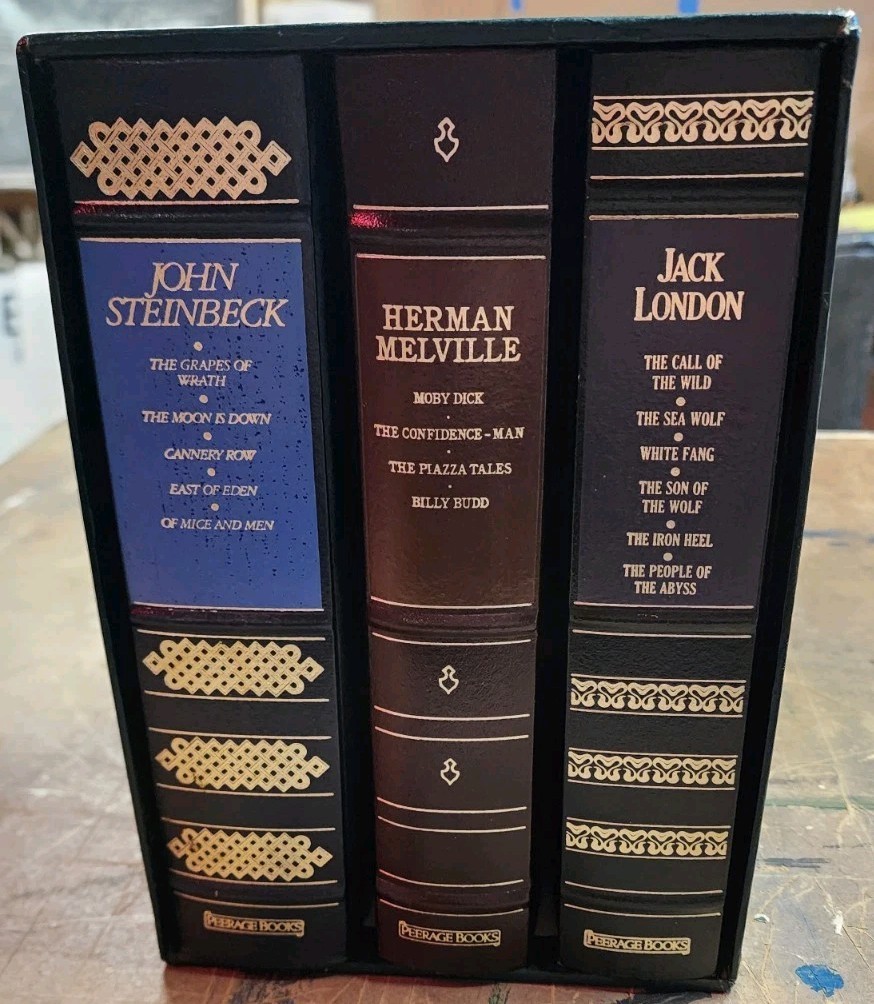 JOHN
STEINBECK
THE GRAPES OF
WRATH
THE MOON IS DOWN
CANNERY ROW
EAST OF EDEN
OF MICE AND MEN
PEERAGE BOOKS
HERMAN
MELVILLE
MOBY DICK
THE CONFIDENCE-MAN
THE PIAZZA TALES
BILLY BUDD
PEERAGE BOOKS
JACK
LONDON
THE CALL OF
THE WILD
THE SEA WOLF
WHITE FANG
THE SON OF
THE WOLF
THE IRON HEEL
THE PEOPLE OF
THE ABYSS
PEERAGE BOOKS